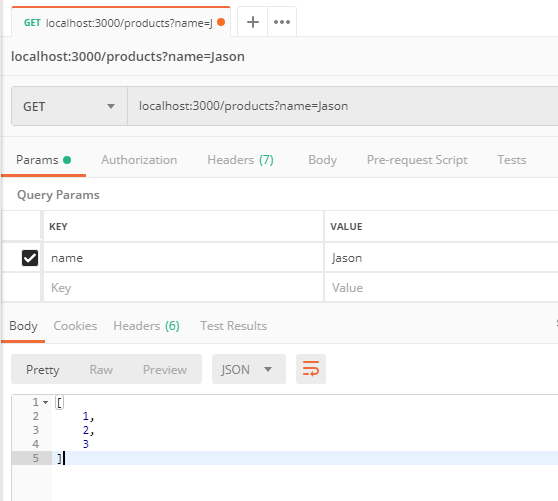 GET localhost:3000/products?name=J + •••
localhost:3000/products?name=Jason
GET localhost:3000/products?name=Jason
Params Authorization Headers (7) Body Pre-request Script Tests
Query Params
KEY VALUE
name Jason
Key Value
Body Cookies Headers (6) Test Results
Pretty Raw Preview JSON
1 [
2 1,
3 2,
4 3
5 ]